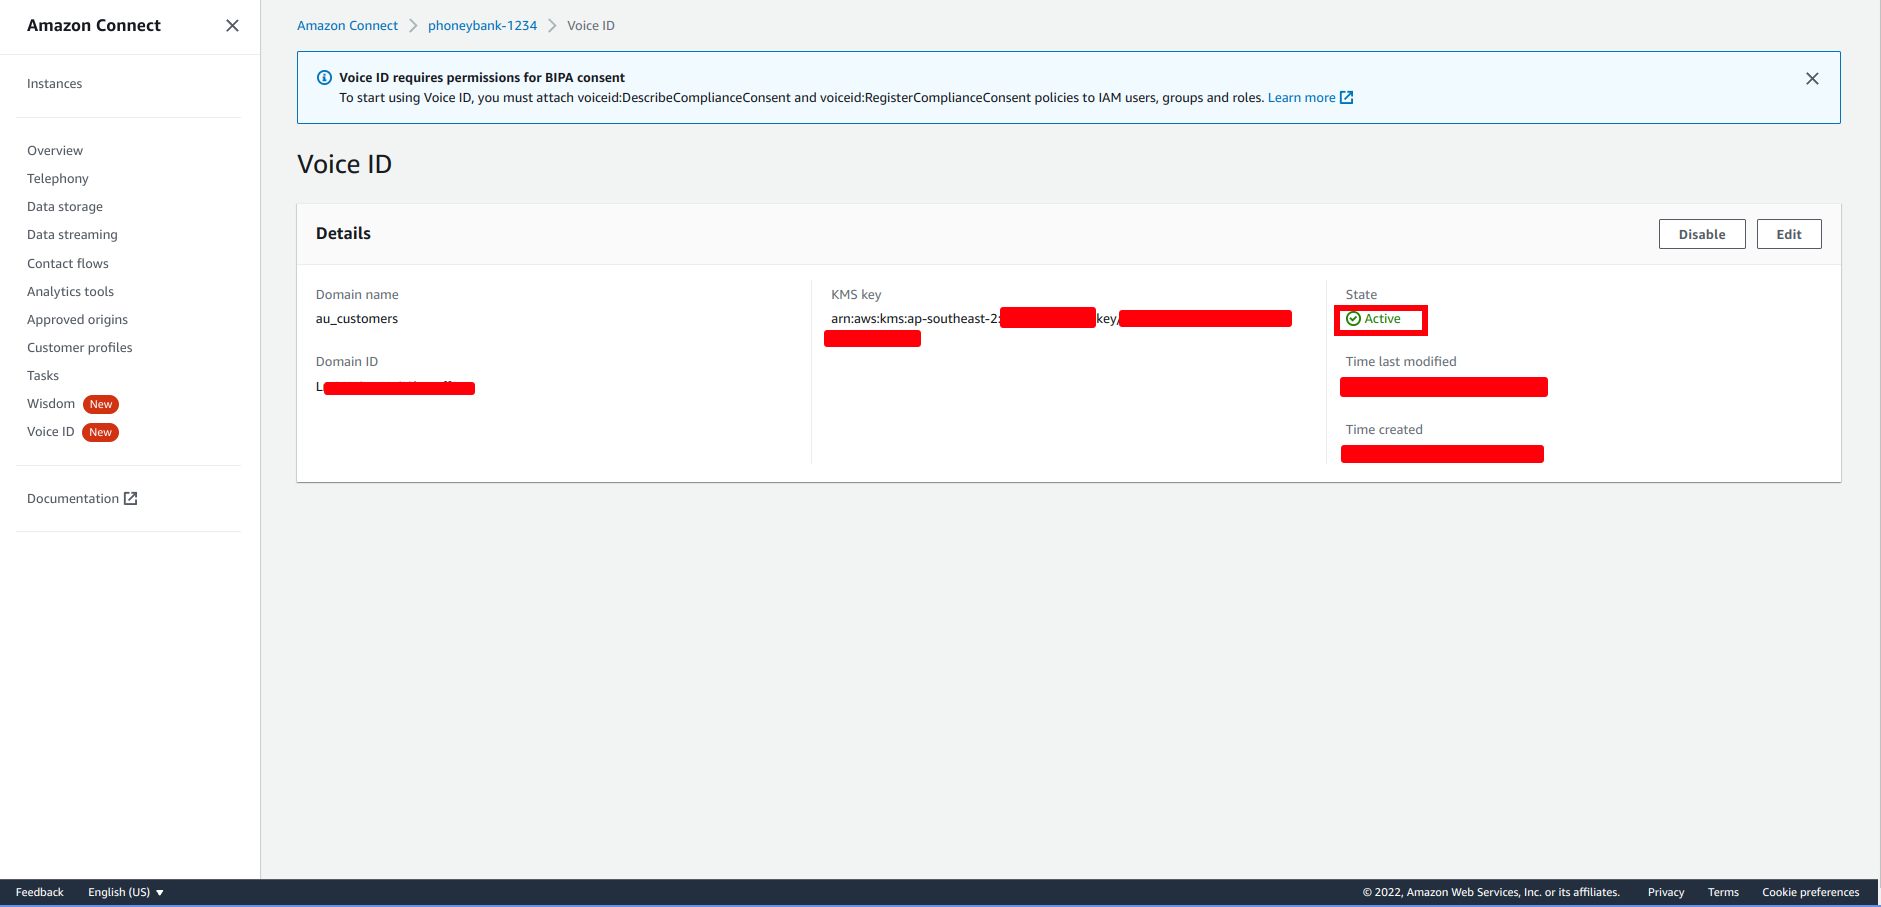 Amazon Connect
Instances
Overview
Telephony
Data storage
Data streaming
Contact flows
Analytics tools
Approved origins
Customer profiles
Tasks
Wisdom New
Voice ID New
Documentation
Amazon Connect > phoneybank-1234 > Voice ID
Voice ID requires permissions for BIPA consent
To start using Voice ID, you must attach voiceid:DescribeComplianceConsent and voiceid:RegisterComplianceConsent policies to IAM users, groups and roles. Learn more
Voice ID
Details
Disable
Edit
Domain name
au_customers
Domain ID
KMS key
arn:aws:kms:ap-southeast-2: key/
State
Active
Time last modified
Time created
Feedback
English (US)
© 2022, Amazon Web Services, Inc. or its affiliates.
Privacy
Terms
Cookie preferences